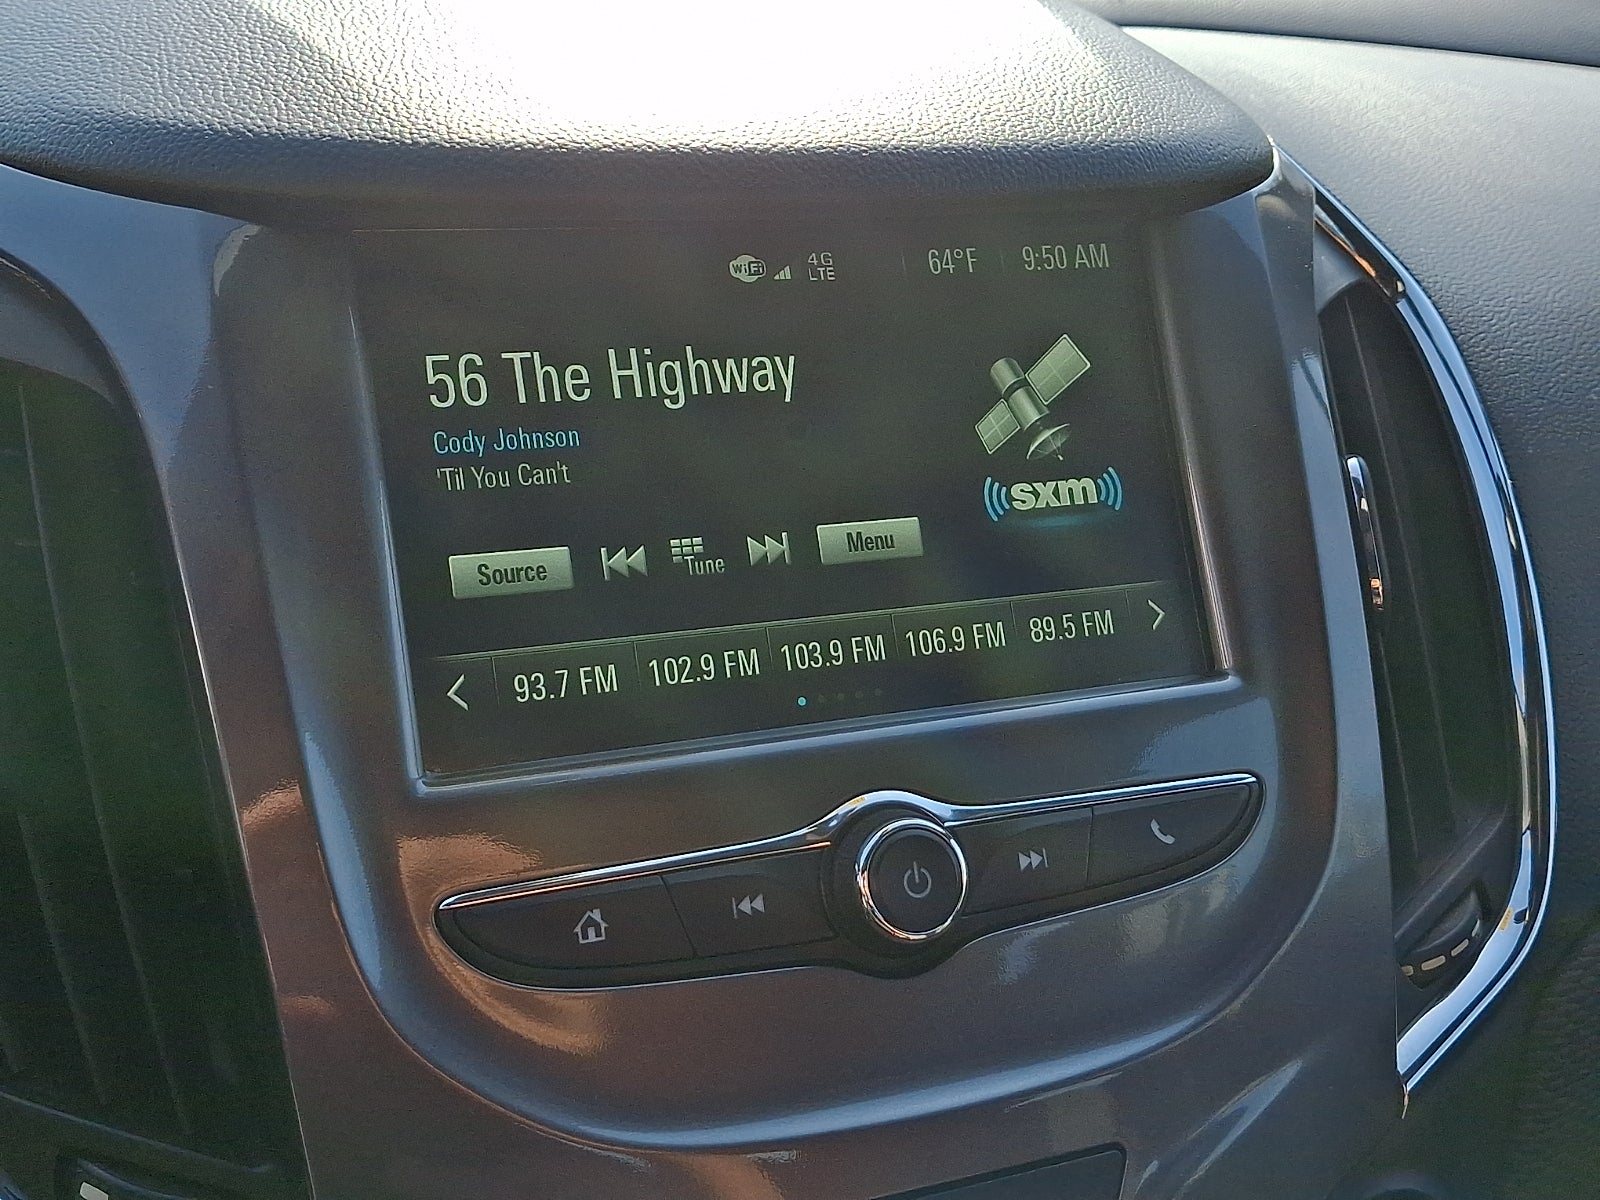 WiFi 4G LTE 64°F 9:50 AM
56 The Highway
Cody Johnson
'Til You Can't
sxm
Source Tune Menu
93.7 FM 102.9 FM 103.9 FM 106.9 FM 89.5 FM